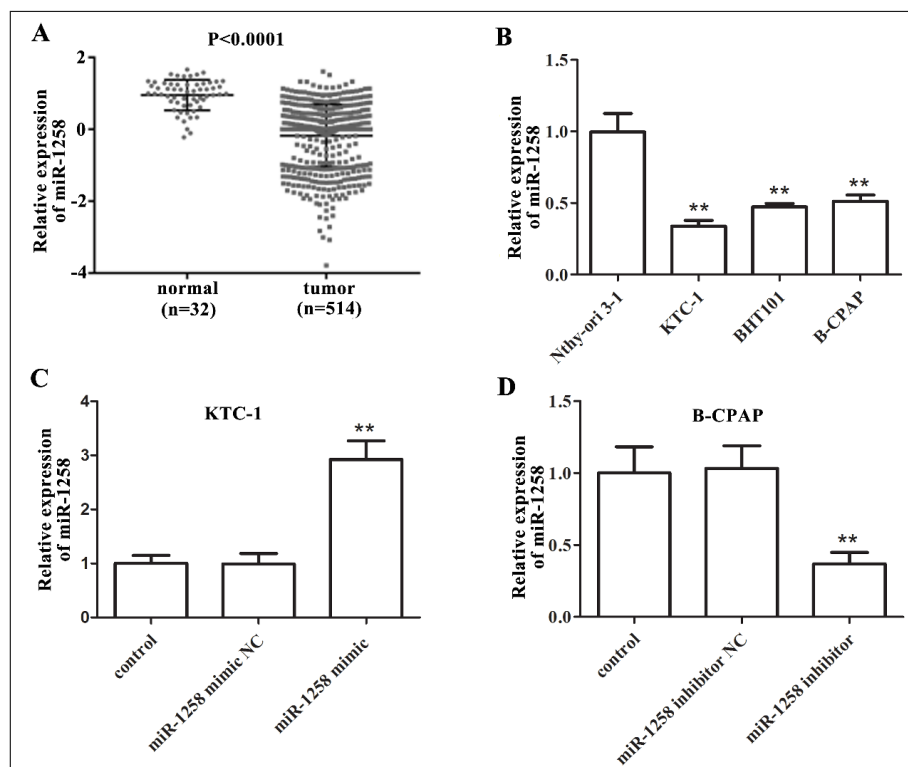 A
P<0.0001
Relative expression
of miR-1258
2
0
-2
-4
normal
(n=32)
tumor
(n=514)
B
Relative expression
of miR-1258
1.5
1.0
0.5
0.0
**
**
**
Nthy-ori 3-1
KTC-1
BHT101
B-CPAP
C
KTC-1
Relative expression
of miR-1258
4
3
2
1
0
**
control
miR-1258 mimic NC
miR-1258 mimic
D
B-CPAP
Relative expression
of miR-1258
1.5
1.0
0.5
0.0
**
control
miR-1258 inhibitor NC
miR-1258 inhibitor